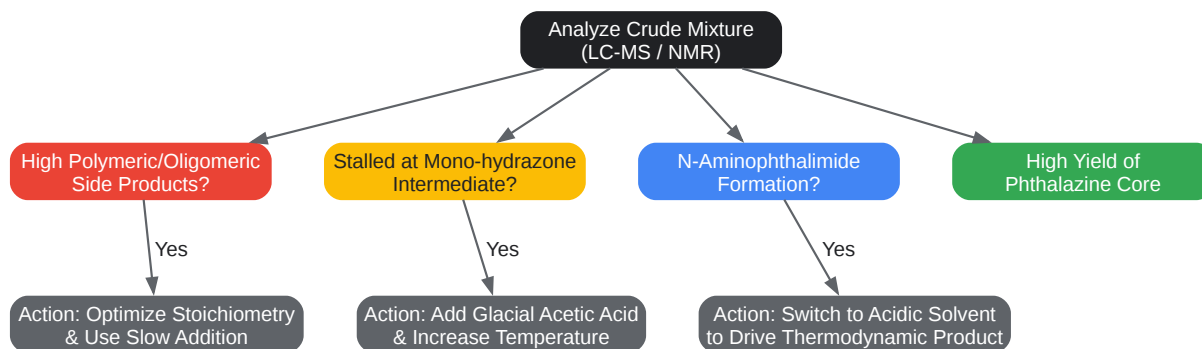 Analyze Crude Mixture
(LC-MS / NMR)
High Polymeric/Oligomeric
Side Products?
Stalled at Mono-hydrazone
Intermediate?
N-Aminophthalimide
Formation?
High Yield of
Phthalazine Core
Yes
Yes
Yes
Action: Optimize Stoichiometry
& Use Slow Addition
Action: Add Glacial Acetic Acid
& Increase Temperature
Action: Switch to Acidic Solvent
to Drive Thermodynamic Product